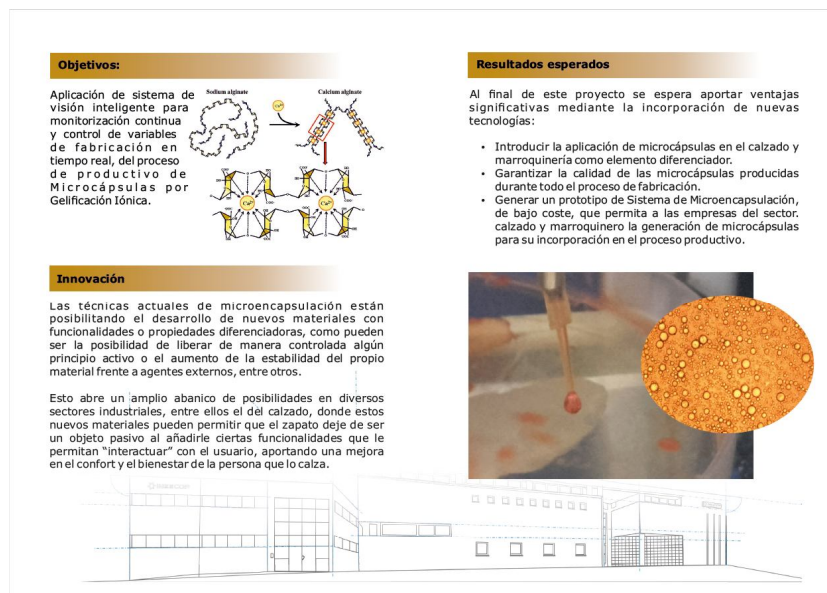 Objetivos:
Aplicación de sistema de
visión inteligente para
monitorización continua
y control de variables
de fabricación en
tiempo real, del proceso
de productivo de
Microcápsulas por
Gelificación Iónica.
Sodium alginate
Calcium alginate
Ca²⁺
Ca²⁺
Ca²⁺
Innovación
Las técnicas actuales de microencapsulación están
posibilitando el desarrollo de nuevos materiales con
funcionalidades o propiedades diferenciadoras, como pueden
ser la posibilidad de liberar de manera controlada algún
principio activo o el aumento de la estabilidad del propio
material frente a agentes externos, entre otros.
Esto abre un amplio abanico de posibilidades en diversos
sectores industriales, entre ellos el del calzado, donde estos
nuevos materiales pueden permitir que el zapato deje de ser
un objeto pasivo al añadirle ciertas funcionalidades que le
permitan “interactuar” con el usuario, aportando una mejora
en el confort y el bienestar de la persona que lo calza.
Resultados esperados
Al final de este proyecto se espera aportar ventajas
significativas mediante la incorporación de nuevas
tecnologías:
• Introducir la aplicación de microcápsulas en el calzado y
marroquinería como elemento diferenciador.
• Garantizar la calidad de las microcápsulas producidas
durante todo el proceso de fabricación.
• Generar un prototipo de Sistema de Microencapsulación,
de bajo coste, que permita a las empresas del sector.
calzado y marroquinero la generación de microcápsulas
para su incorporación en el proceso productivo.